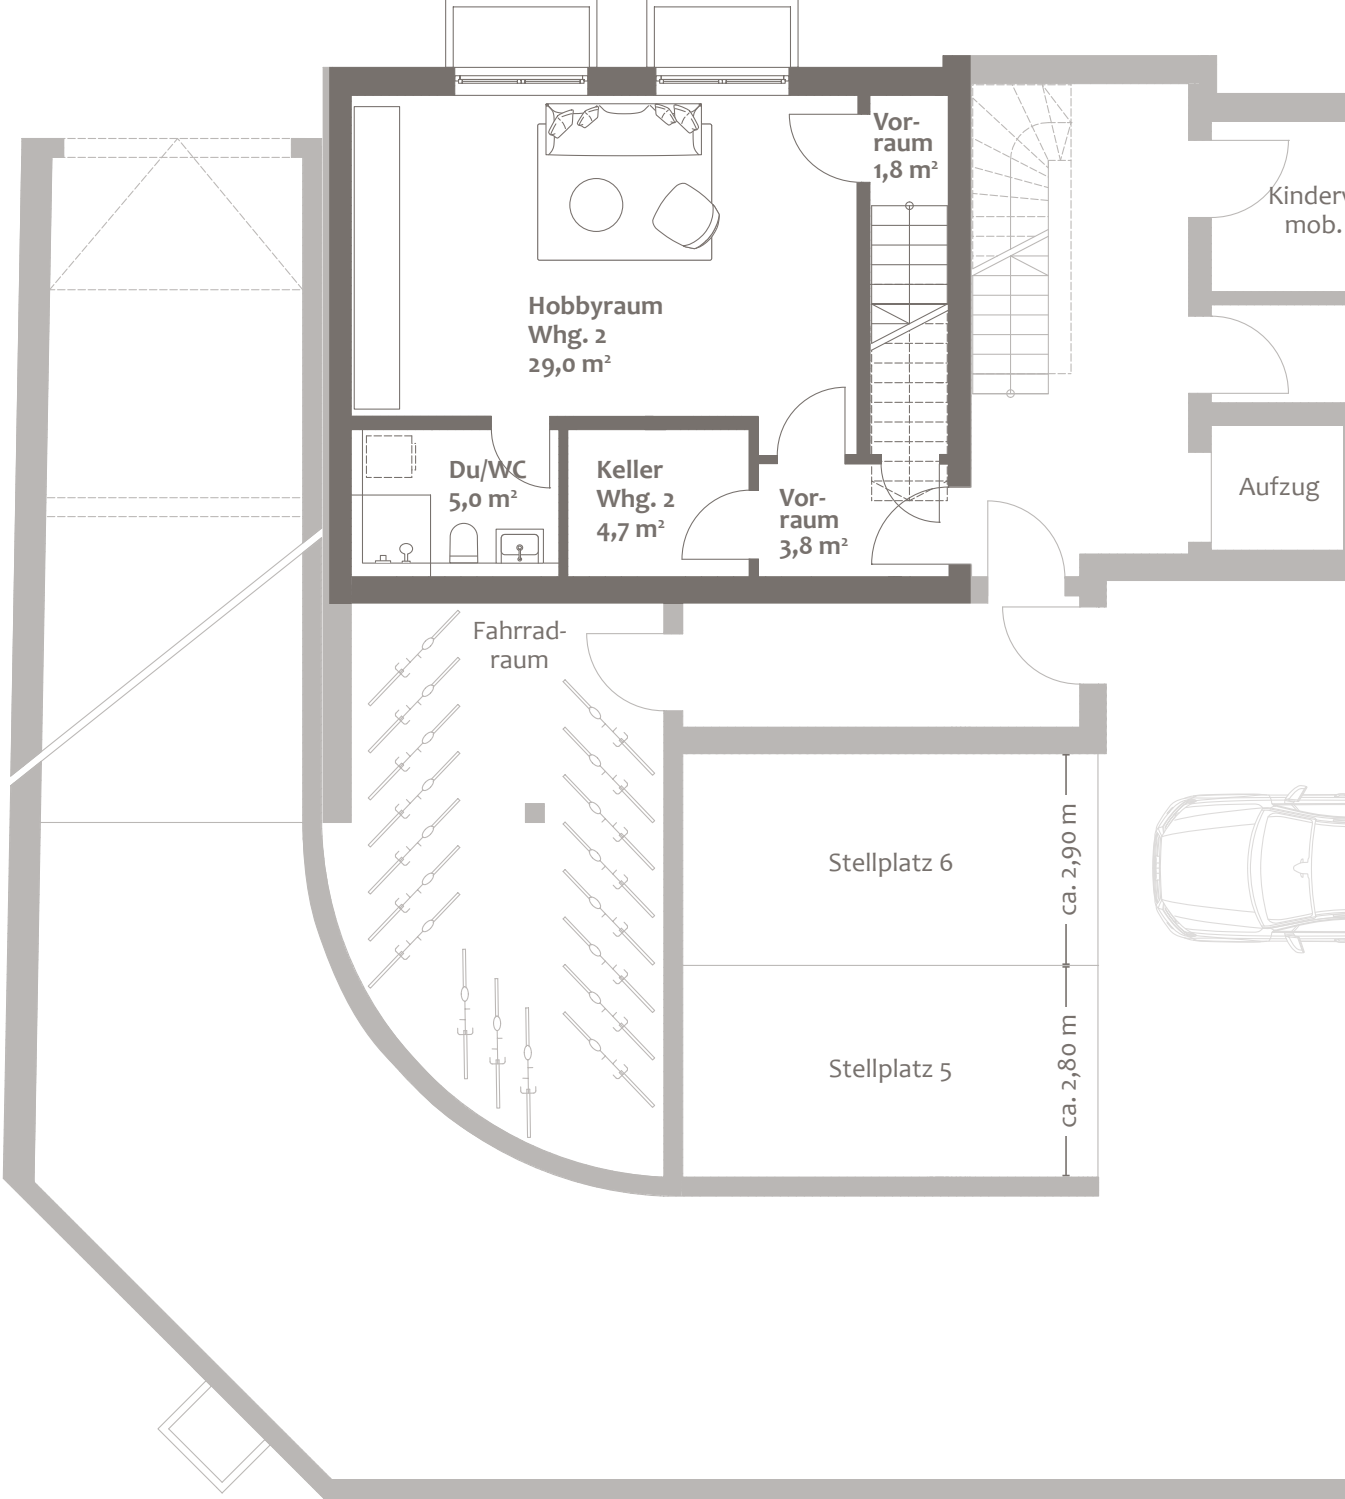 Vor-
raum
1,8 m²
Kinderw
mob.
Hobbyraum
Whg. 2
29,0 m²
Du/WC
5,0 m²
Keller
Whg. 2
4,7 m²
Vor-
raum
3,8 m²
Aufzug
Fahrrad-
raum
Stellplatz 6
ca. 2,90 m
Stellplatz 5
ca. 2,80 m